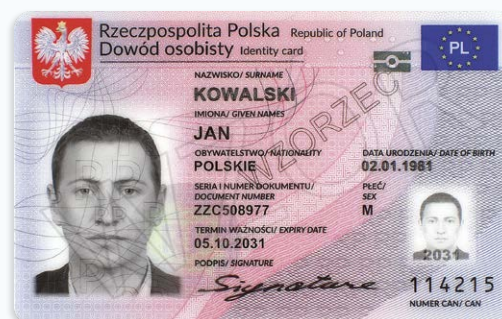 Rzeczpospolita Polska Republic of Poland
Dowód osobisty Identity card
PL
NAZWISKO/ SURNAME
KOWALSKI
IMIONA/ GIVEN NAMES
JAN
OBYWATELSTWO/ NATIONALITY DATA URODZENIA/ DATE OF BIRTH
POLSKIE 02.01.1981
SERIA I NUMER DOKUMENTU/ PŁEĆ/
DOCUMENT NUMBER SEX
ZZC508977 M
TERMIN WAŻNOŚCI/ EXPIRY DATE
05.10.2031
2031
PODPIS/ SIGNATURE
Signature
114215
NUMER CAN/ CAN
WZORZEC